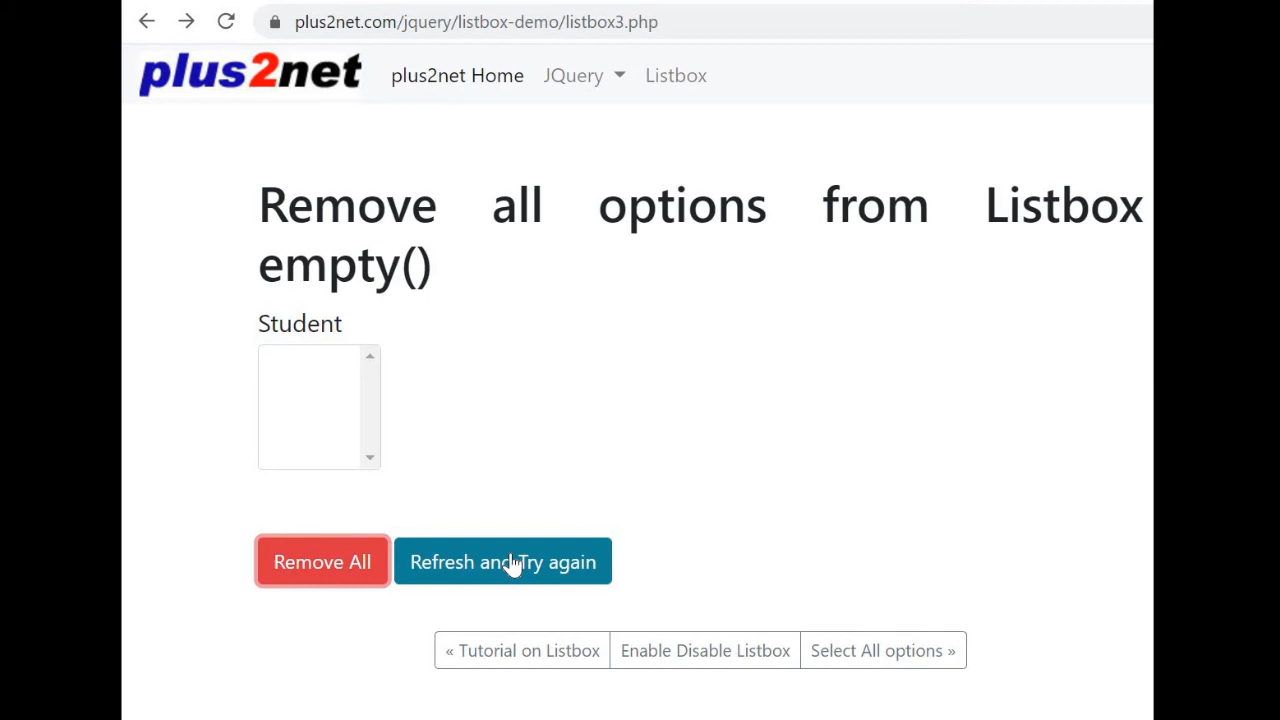 plus2net.com/jquery/listbox-demo/listbox3.php
plus2net plus2net Home JQuery Listbox
Remove all options from Listbox
empty()
Student
Remove All Refresh and Try again
« Tutorial on Listbox Enable Disable Listbox Select All options »